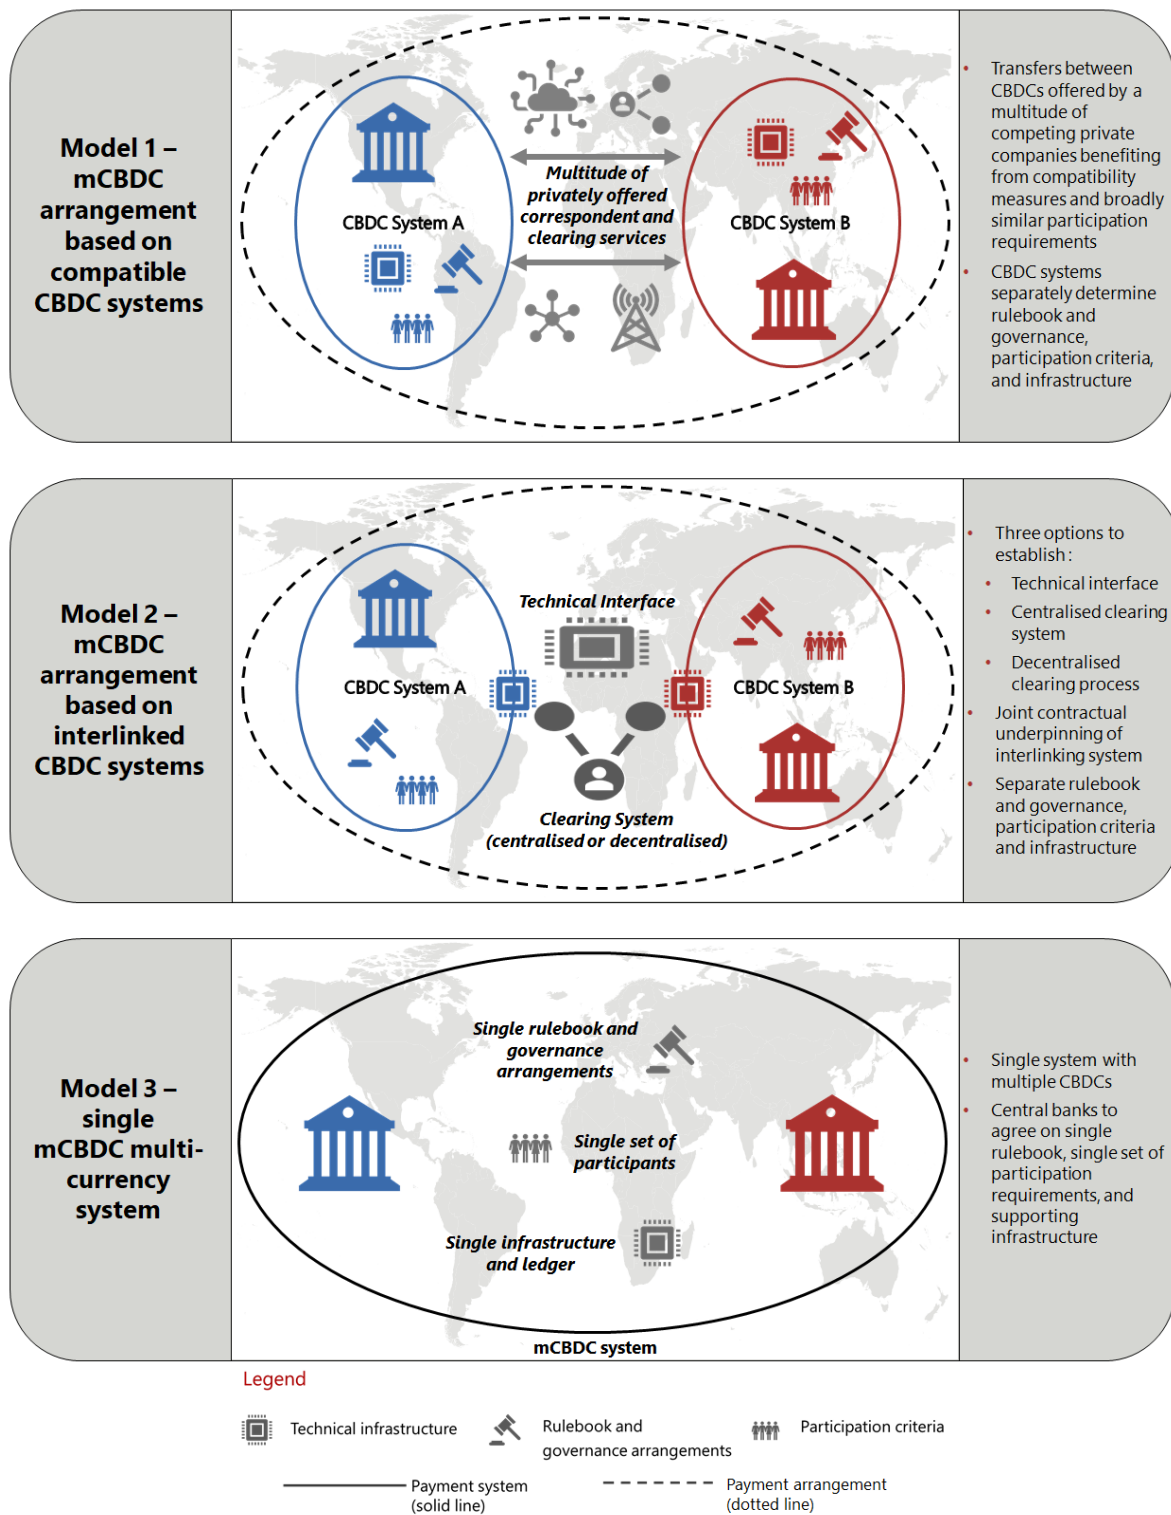 Model 1 –
mCBDC
arrangement
based on
compatible
CBDC systems
CBDC System A
Multitude of
privately offered
correspondent and
clearing services
CBDC System B
• Transfers between
CBDCs offered by a
multitude of
competing private
companies benefiting
from compatibility
measures and broadly
similar participation
requirements
• CBDC systems
separately determine
rulebook and
governance,
participation criteria,
and infrastructure
Model 2 –
mCBDC
arrangement
based on
interlinked
CBDC systems
CBDC System A
Technical Interface
Clearing System
(centralised or decentralised)
CBDC System B
• Three options to
establish :
• Technical interface
• Centralised clearing
system
• Decentralised
clearing process
• Joint contractual
underpinning of
interlinking system
• Separate rulebook
and governance,
participation criteria
and infrastructure
Model 3 –
single
mCBDC multi-
currency
system
Single rulebook and
governance
arrangements
Single set of
participants
Single infrastructure
and ledger
mCBDC system
• Single system with
multiple CBDCs
• Central banks to
agree on single
rulebook, single set of
participation
requirements, and
supporting
infrastructure
Legend
Technical infrastructure
Rulebook and
governance arrangements
Participation criteria
Payment system
(solid line)
Payment arrangement
(dotted line)